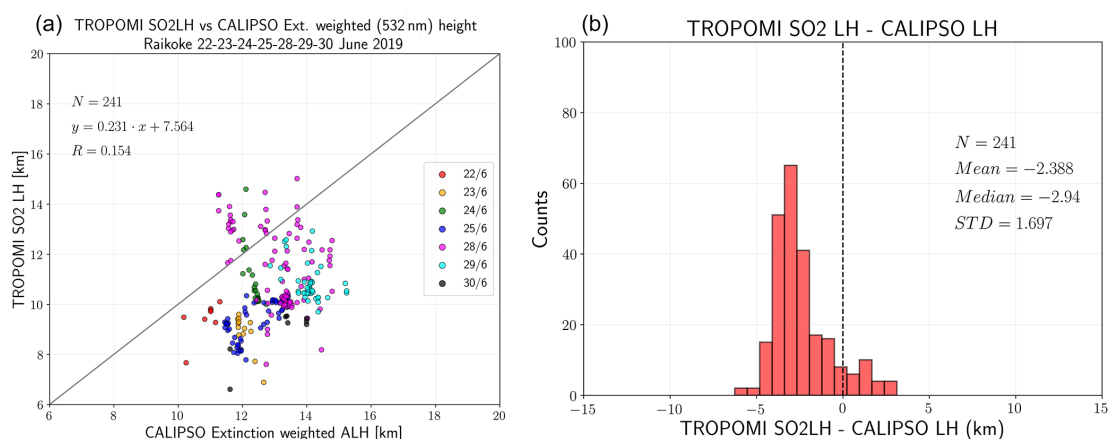 (a) TROPOMI SO2LH vs CALIPSO Ext. weighted (532 nm) height
Raikoke 22-23-24-25-28-29-30 June 2019
20
18
16
14
12
10
8
6
TROPOMI SO2 LH [km]
N = 241
y = 0.231 · x + 7.564
R = 0.154
22/6
23/6
24/6
25/6
28/6
29/6
30/6
6 8 10 12 14 16 18 20
CALIPSO Extinction weighted ALH [km]
(b) TROPOMI SO2 LH - CALIPSO LH
100
80
60
40
20
0
Counts
N = 241
Mean = −2.388
Median = −2.94
STD = 1.697
−15 −10 −5 0 5 10 15
TROPOMI SO2LH - CALIPSO LH (km)